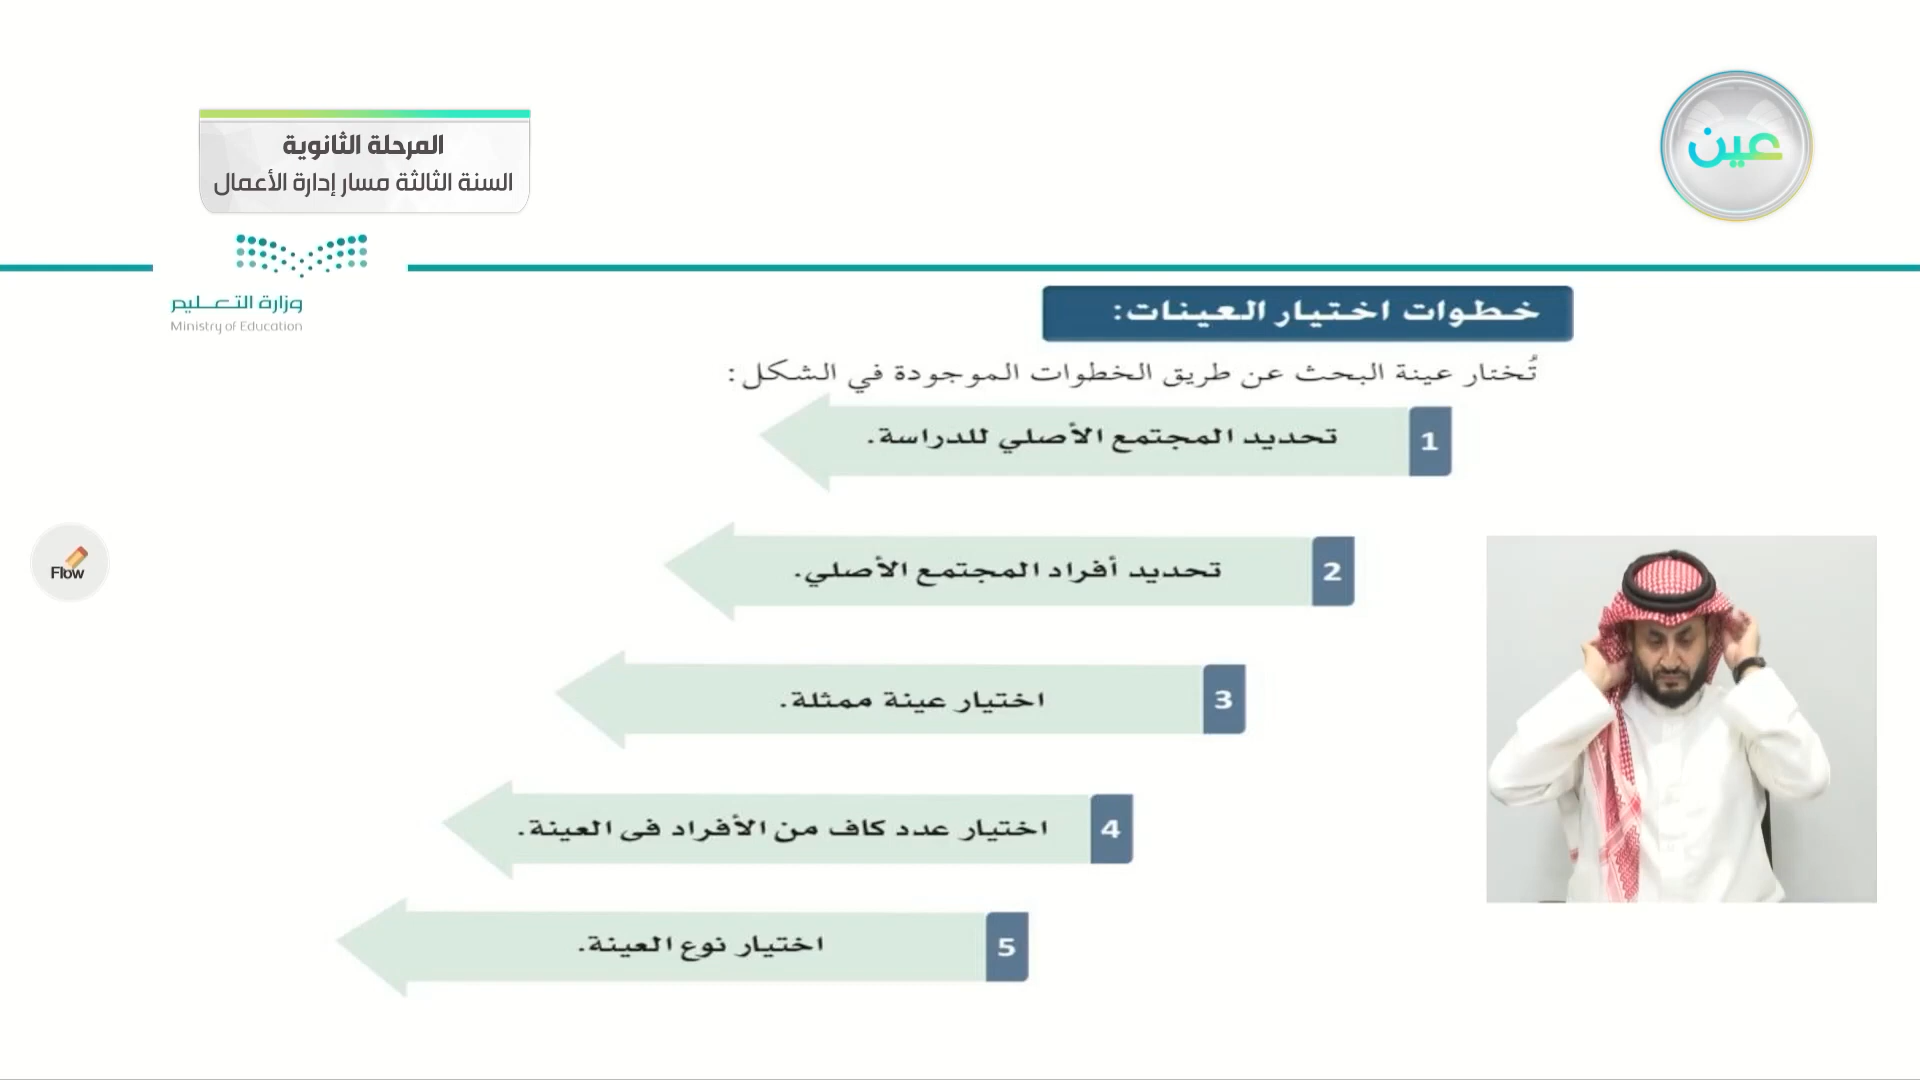 عين
المرحلة الثانوية
السنة الثالثة مسار إدارة الأعمال
وزارة التعليم
Ministry of Education
خطوات اختيار العينات:
تُختار عينة البحث عن طريق الخطوات الموجودة في الشكل:
1 تحديد المجتمع الأصلي للدراسة.
2 تحديد أفراد المجتمع الأصلي.
3 اختيار عينة ممثلة.
4 اختيار عدد كاف من الأفراد فى العينة.
5 اختيار نوع العينة.
Flow